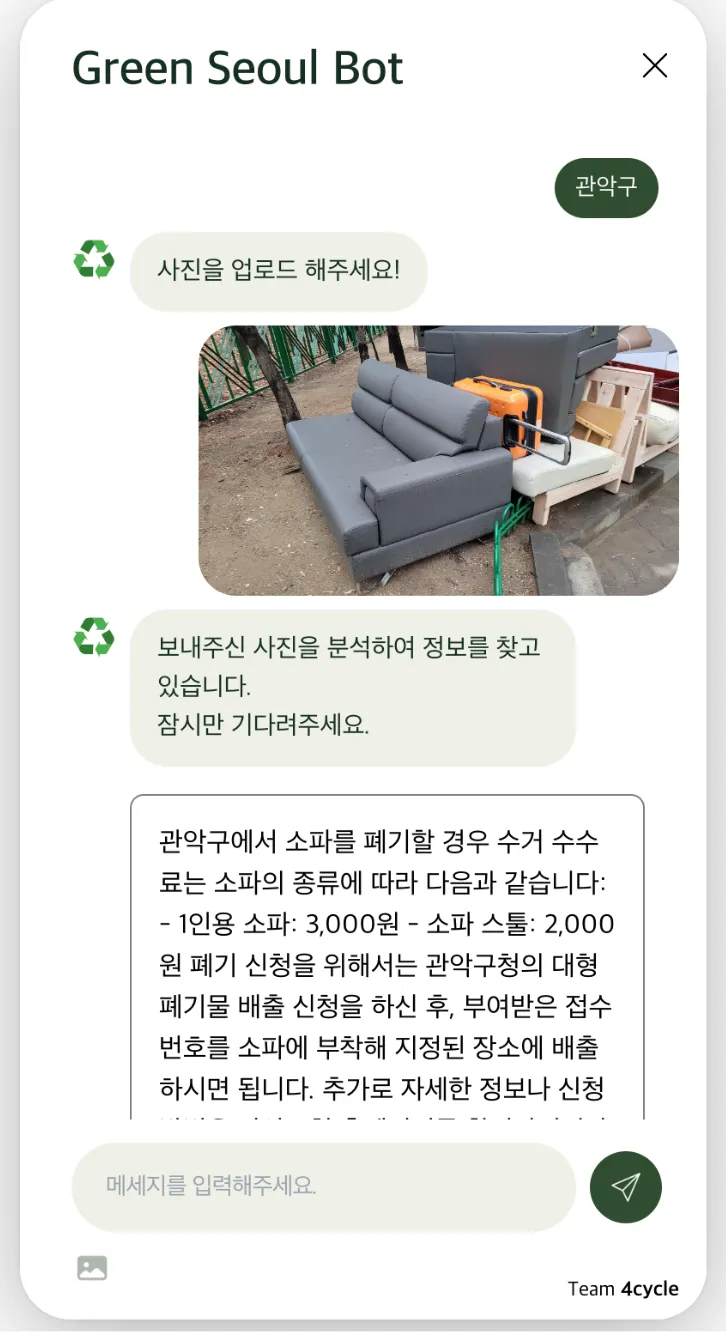 Green Seoul Bot
관악구
사진을 업로드 해주세요!
보내주신 사진을 분석하여 정보를 찾고
있습니다.
잠시만 기다려주세요.
관악구에서 소파를 폐기할 경우 수거 수수
료는 소파의 종류에 따라 다음과 같습니다:
- 1인용 소파: 3,000원 - 소파 스툴: 2,000
원 폐기 신청을 위해서는 관악구청의 대형
폐기물 배출 신청을 하신 후, 부여받은 접수
번호를 소파에 부착해 지정된 장소에 배출
하시면 됩니다. 추가로 자세한 정보나 신청
메세지를 입력해주세요.
Team 4cycle